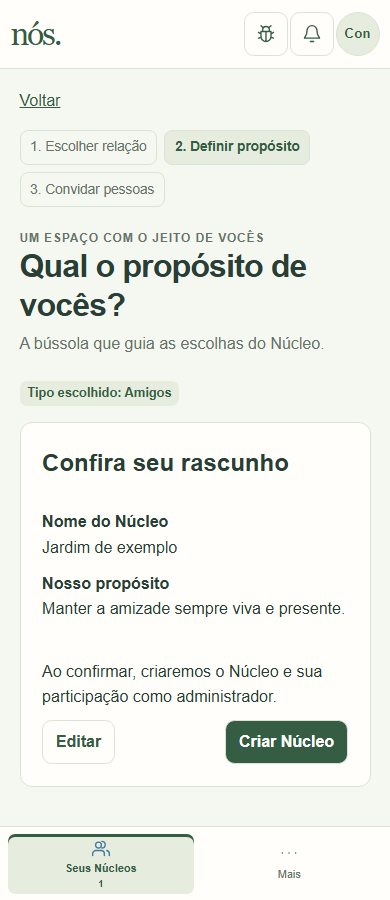 nós.
Con
Voltar
1. Escolher relação
2. Definir propósito
3. Convidar pessoas
UM ESPAÇO COM O JEITO DE VOCÊS
Qual o propósito de
vocês?
A bússola que guia as escolhas do Núcleo.
Tipo escolhido: Amigos
Confira seu rascunho
Nome do Núcleo
Jardim de exemplo
Nosso propósito
Manter a amizade sempre viva e presente.
Ao confirmar, criaremos o Núcleo e sua
participação como administrador.
Editar
Criar Núcleo
Seus Núcleos
1
...
Mais